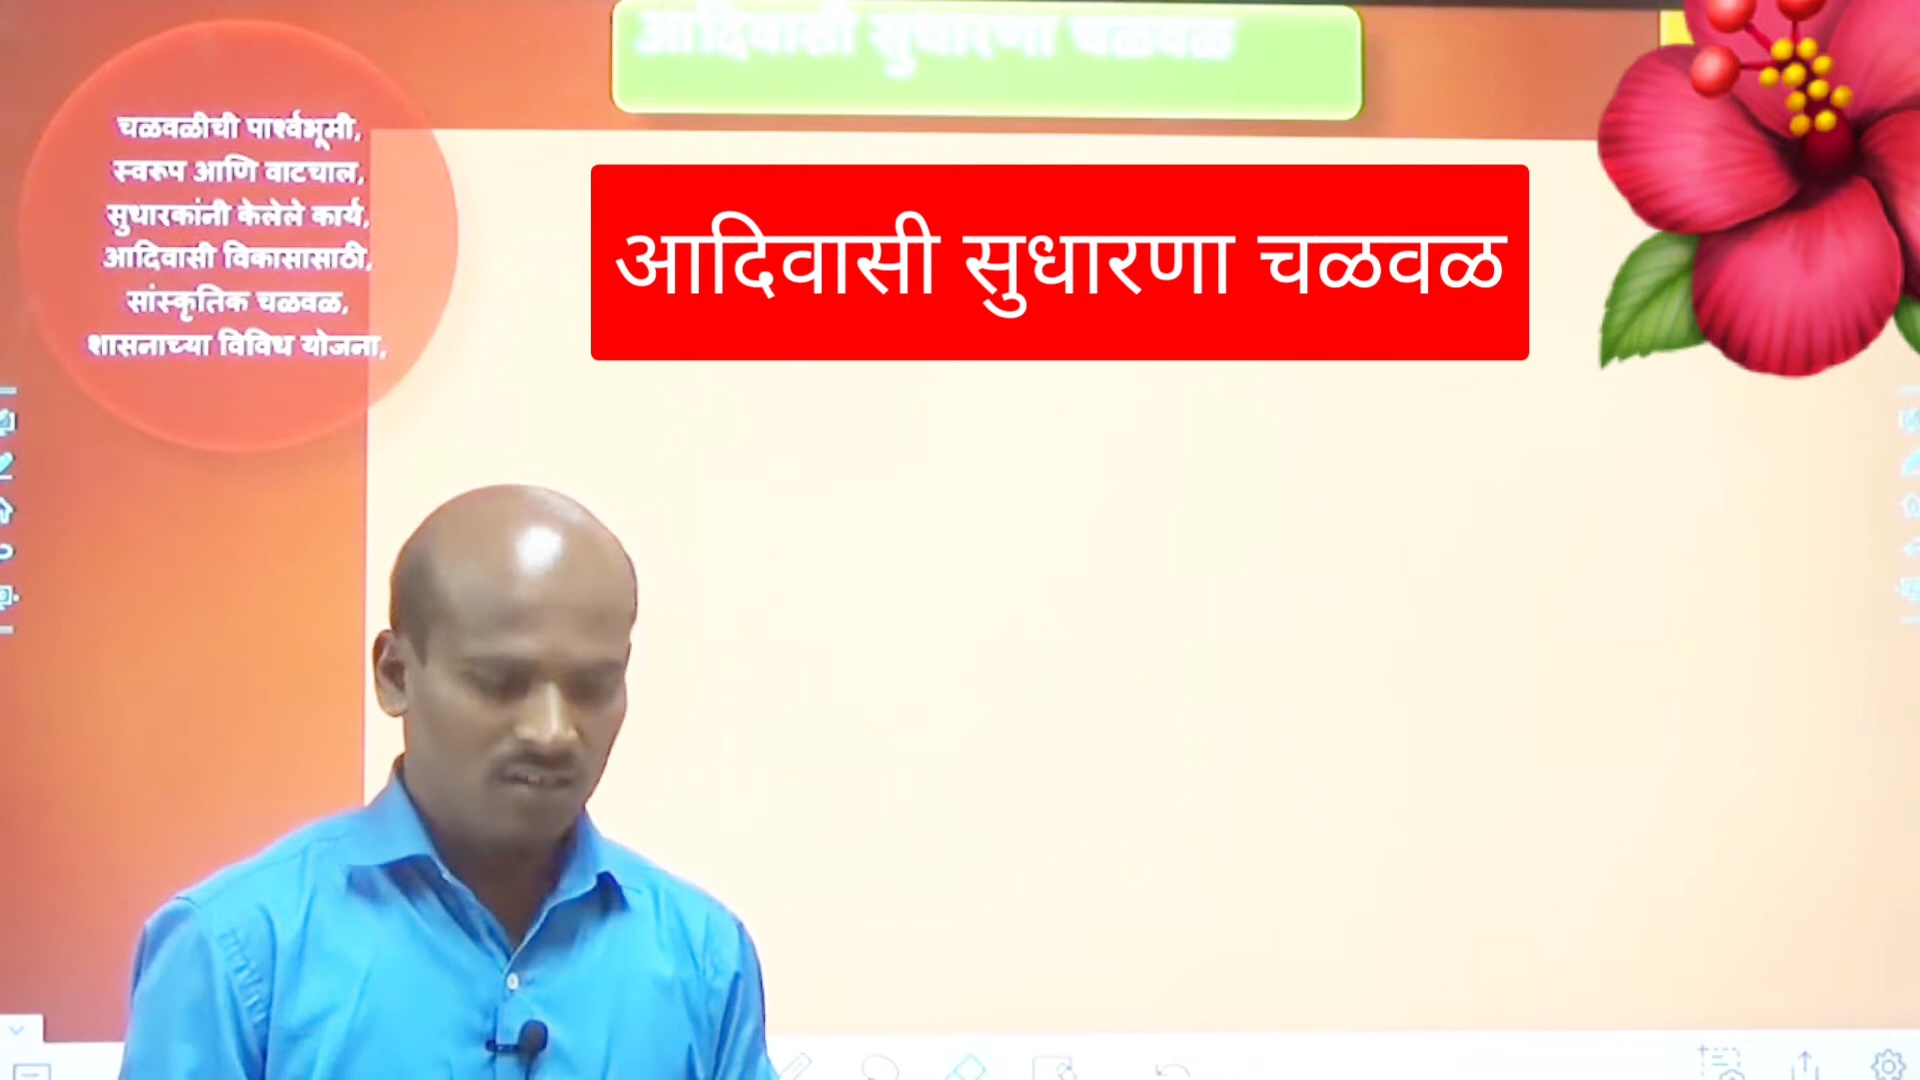 आदिवासी सुधारणा चळवळ
चळवळीची पार्श्वभूमी,
स्वरूप आणि वाटचाल,
सुधारकांनी केलेले कार्य,
आदिवासी विकासासाठी,
सांस्कृतिक चळवळ,
शासनाच्या विविध योजना,
आदिवासी सुधारणा चळवळ